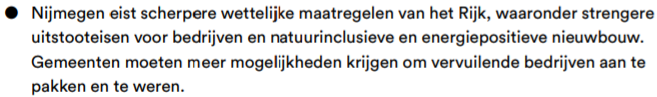 ● Nijmegen eist scherpere wettelijke maatregelen van het Rijk, waaronder strengere
uitstooteisen voor bedrijven en natuurinclusieve en energiepositieve nieuwbouw.
Gemeenten moeten meer mogelijkheden krijgen om vervuilende bedrijven aan te
pakken en te weren.